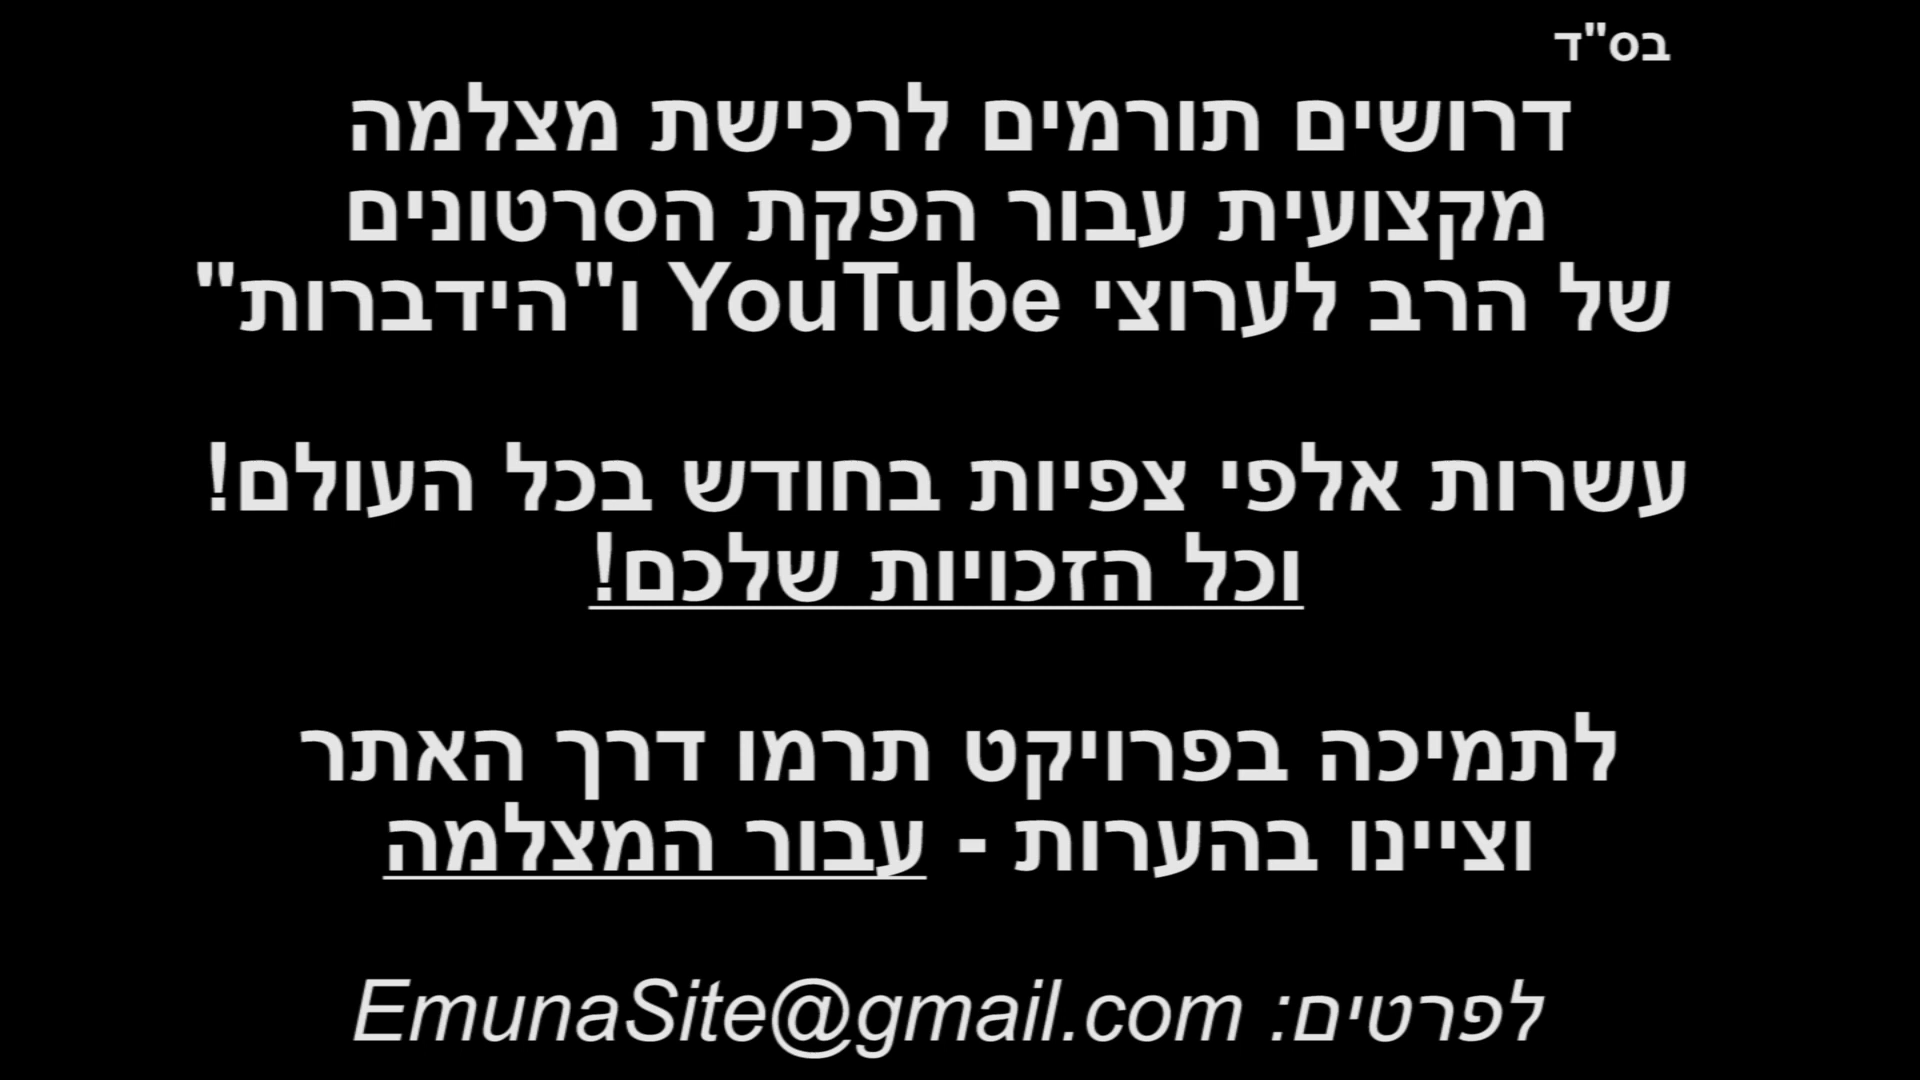 בס"ד
דרושים תורמים לרכישת מצלמה
מקצועית עבור הפקת הסרטונים
של הרב לערוצי YouTube ו"הידברות"
עשרות אלפי צפיות בחודש בכל העולם!
וכל הזכויות שלכם!
לתמיכה בפרויקט תרמו דרך האתר
וציינו בהערות - עבור המצלמה
לפרטים: EmunaSite@gmail.com